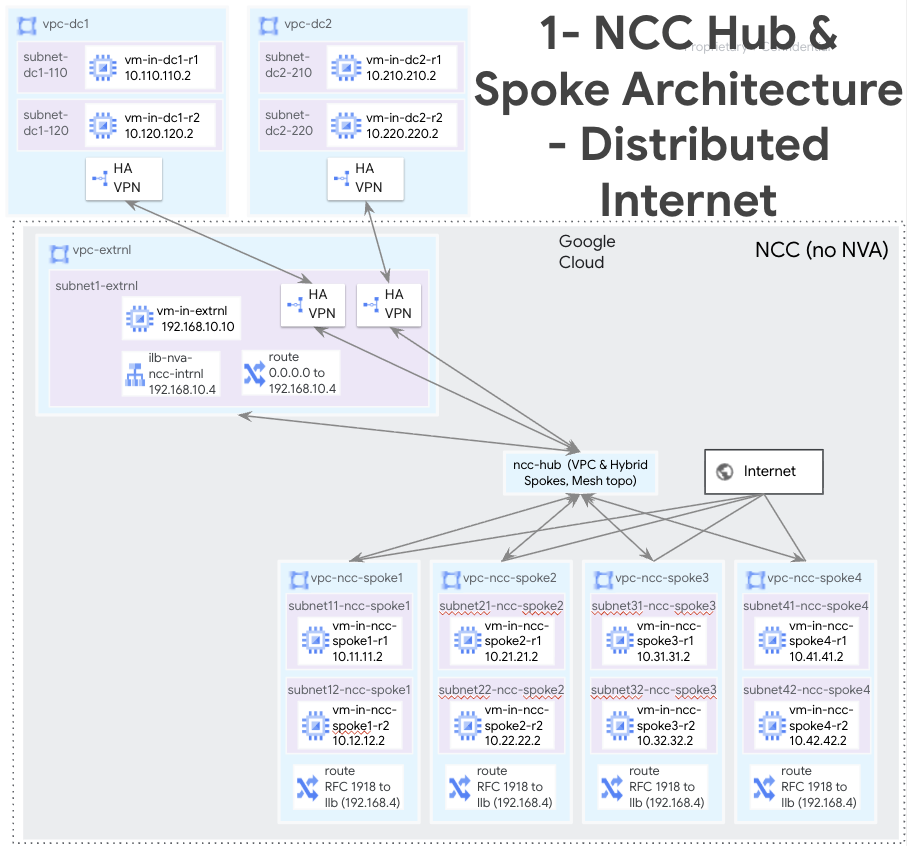 vpc-dc1
subnet-
dc1-110
vm-in-dc1-r1
10.110.110.2
subnet-
dc1-120
vm-in-dc1-r2
10.120.120.2
HA
VPN
vpc-dc2
subnet-
dc2-210
vm-in-dc2-r1
10.210.210.2
subnet-
dc2-220
vm-in-dc2-r2
10.220.220.2
HA
VPN
1- NCC Hub &
Spoke Architecture
- Distributed
Internet
Proprietary + Confidential
Google
Cloud
NCC (no NVA)
vpc-extrnl
subnet1-extrnl
vm-in-extrnl
192.168.10.10
HA
VPN
HA
VPN
ilb-nva-
ncc-intrnl
192.168.10.4
route
0.0.0.0 to
192.168.10.4
ncc-hub (VPC & Hybrid
Spokes, Mesh topo)
Internet
vpc-ncc-spoke1
subnet11-ncc-spoke1
vm-in-ncc-
spoke1-r1
10.11.11.2
subnet12-ncc-spoke1
vm-in-ncc-
spoke1-r2
10.12.12.2
route
RFC 1918 to
Ilb (192.168.4)
vpc-ncc-spoke2
subnet21-ncc-spoke2
vm-in-ncc-
spoke2-r1
10.21.21.2
subnet22-ncc-spoke2
vm-in-ncc-
spoke2-r2
10.22.22.2
route
RFC 1918 to
Ilb (192.168.4)
vpc-ncc-spoke3
subnet31-ncc-spoke3
vm-in-ncc-
spoke3-r1
10.31.31.2
subnet32-ncc-spoke3
vm-in-ncc-
spoke3-r2
10.32.32.2
route
RFC 1918 to
Ilb (192.168.4)
vpc-ncc-spoke4
subnet41-ncc-spoke4
vm-in-ncc-
spoke4-r1
10.41.41.2
subnet42-ncc-spoke4
vm-in-ncc-
spoke4-r2
10.42.42.2
route
RFC 1918 to
Ilb (192.168.4)